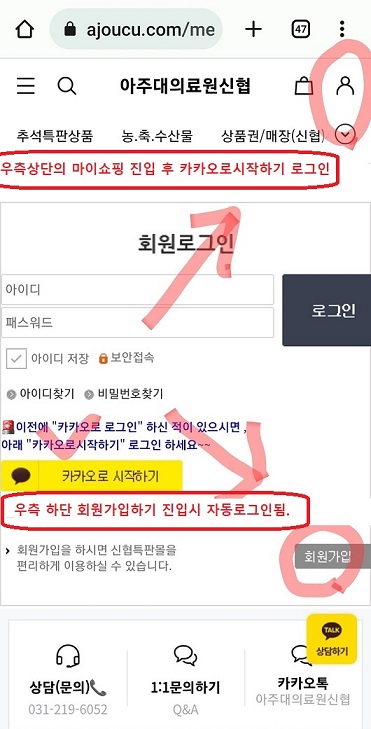 ajoucu.com/me
47
아주대의료원신협
추석특판상품 농.축.수산물 상품권/매장(신협)
우측상단의 마이쇼핑 진입 후 카카오로시작하기 로그인
회원로그인
아이디
패스워드
로그인
아이디 저장 보안접속
아이디찾기 비밀번호찾기
이전에 "카카오로 로그인" 하신 적이 있으시면 ,
아래 "카카오로시작하기" 로그인 하세요~~
카카오로 시작하기
우측 하단 회원가입하기 진입시 자동로그인됨.
회원가입을 하시면 신협특판몰을
편리하게 이용하실 수 있습니다.
회원가입
TALK
상담하기
상담(문의) 1:1문의하기 카카오톡
031-219-6052 Q&A 아주대의료원신협